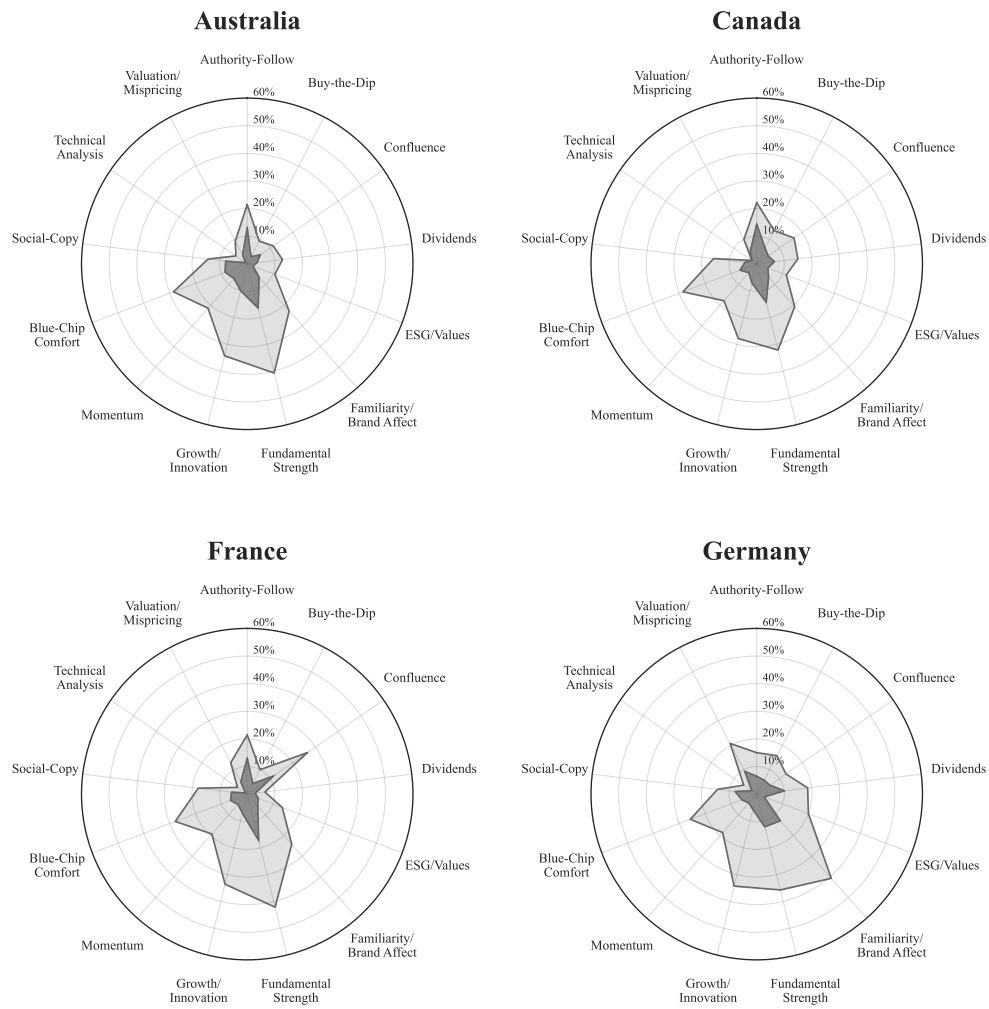 Australia
Authority-Follow
Buy-the-Dip
Confluence
Dividends
ESG/Values
Familiarity/
Brand Affect
Fundamental
Strength
Growth/
Innovation
Momentum
Blue-Chip
Comfort
Social-Copy
Technical
Analysis
Valuation/
Mispricing
60%
50%
40%
30%
20%
10%
Canada
Authority-Follow
Buy-the-Dip
Confluence
Dividends
ESG/Values
Familiarity/
Brand Affect
Fundamental
Strength
Growth/
Innovation
Momentum
Blue-Chip
Comfort
Social-Copy
Technical
Analysis
Valuation/
Mispricing
60%
50%
40%
30%
20%
10%
France
Authority-Follow
Buy-the-Dip
Confluence
Dividends
ESG/Values
Familiarity/
Brand Affect
Fundamental
Strength
Growth/
Innovation
Momentum
Blue-Chip
Comfort
Social-Copy
Technical
Analysis
Valuation/
Mispricing
60%
50%
40%
30%
20%
10%
Germany
Authority-Follow
Buy-the-Dip
Confluence
Dividends
ESG/Values
Familiarity/
Brand Affect
Fundamental
Strength
Growth/
Innovation
Momentum
Blue-Chip
Comfort
Social-Copy
Technical
Analysis
Valuation/
Mispricing
60%
50%
40%
30%
20%
10%